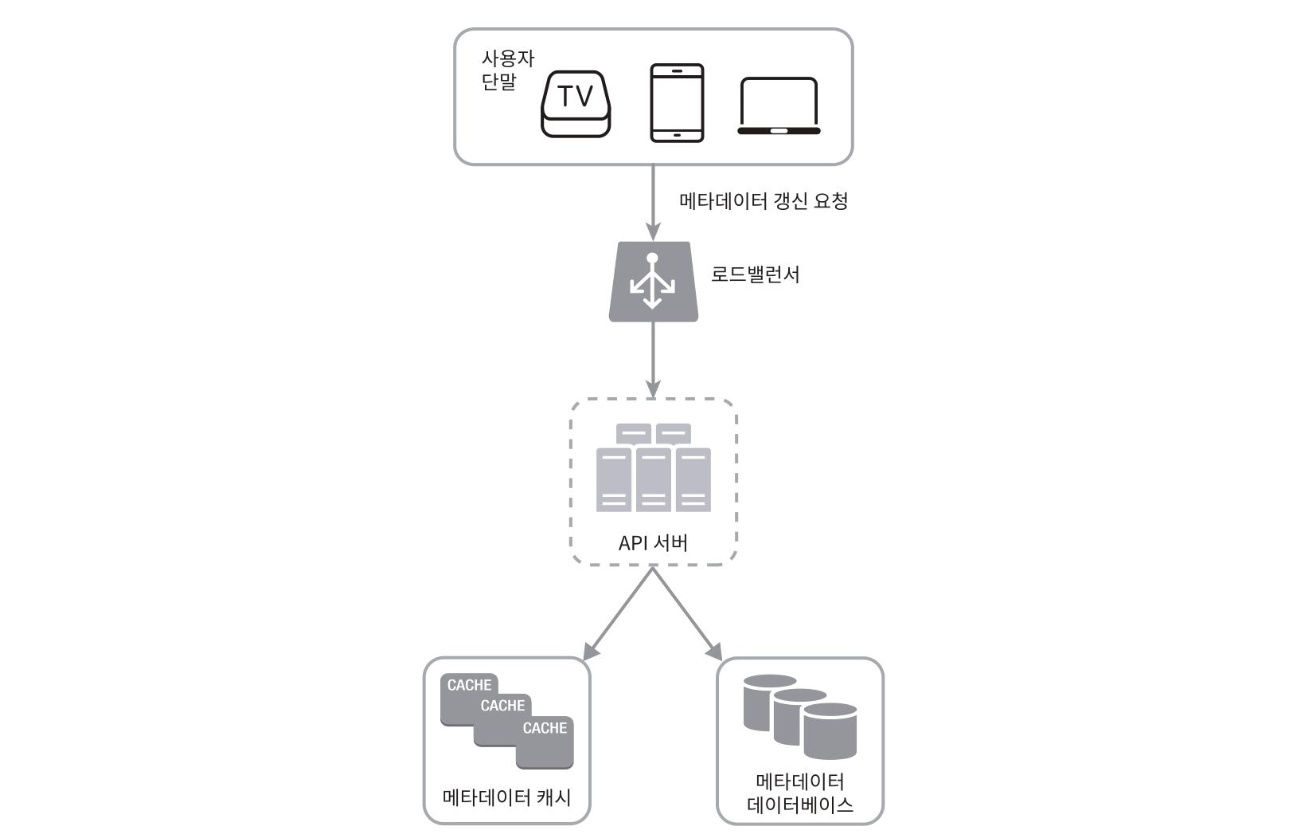 사용자
단말
TV
메타데이터 갱신 요청
로드밸런서
API 서버
CACHE
CACHE
CACHE
메타데이터 캐시
메타데이터
데이터베이스